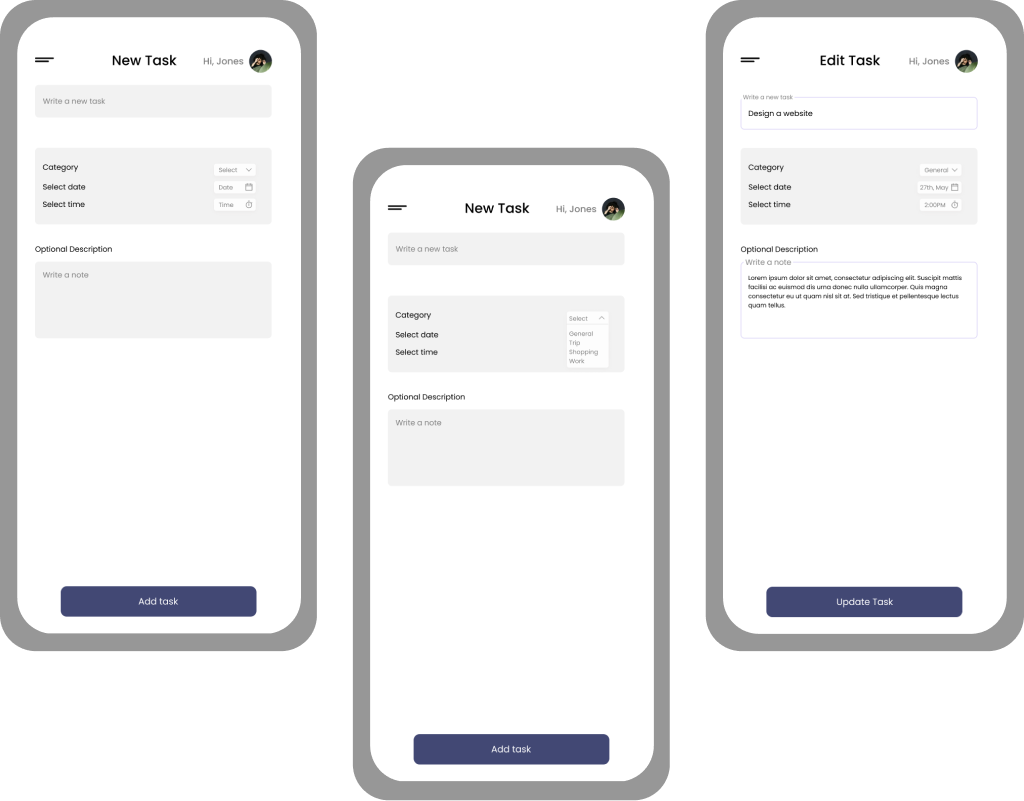 New Task
Hi, Jones
Write a new task
Category
Select
Select date
Date
Select time
Time
Optional Description
Write a note
Add task
New Task
Hi, Jones
Write a new task
Category
Select
Select date
General
Trip
Select time
Shopping
Work
Optional Description
Write a note
Add task
Edit Task
Hi, Jones
Write a new task
Design a website
Category
General
Select date
27th, May
Select time
2:00PM
Optional Description
Write a note
Lorem ipsum dolor sit amet, consectetur adipiscing elit. Suscipit mattis
facilisi ac euismod dis urna donec nulla ullamcorper. Quis magna
consectetur eu ut quam nisl sit at. Sed tristique et pellentesque lectus
quam tellus.
Update Task